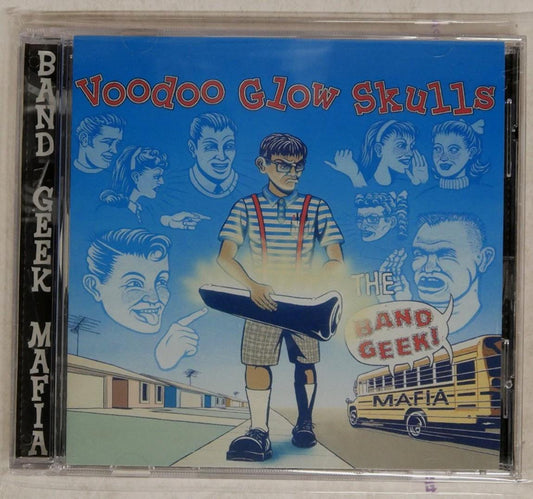 BAND GEEK MAFIA
Voodoo Glow Skulls
THE
BAND
GEEK!
MAFIA